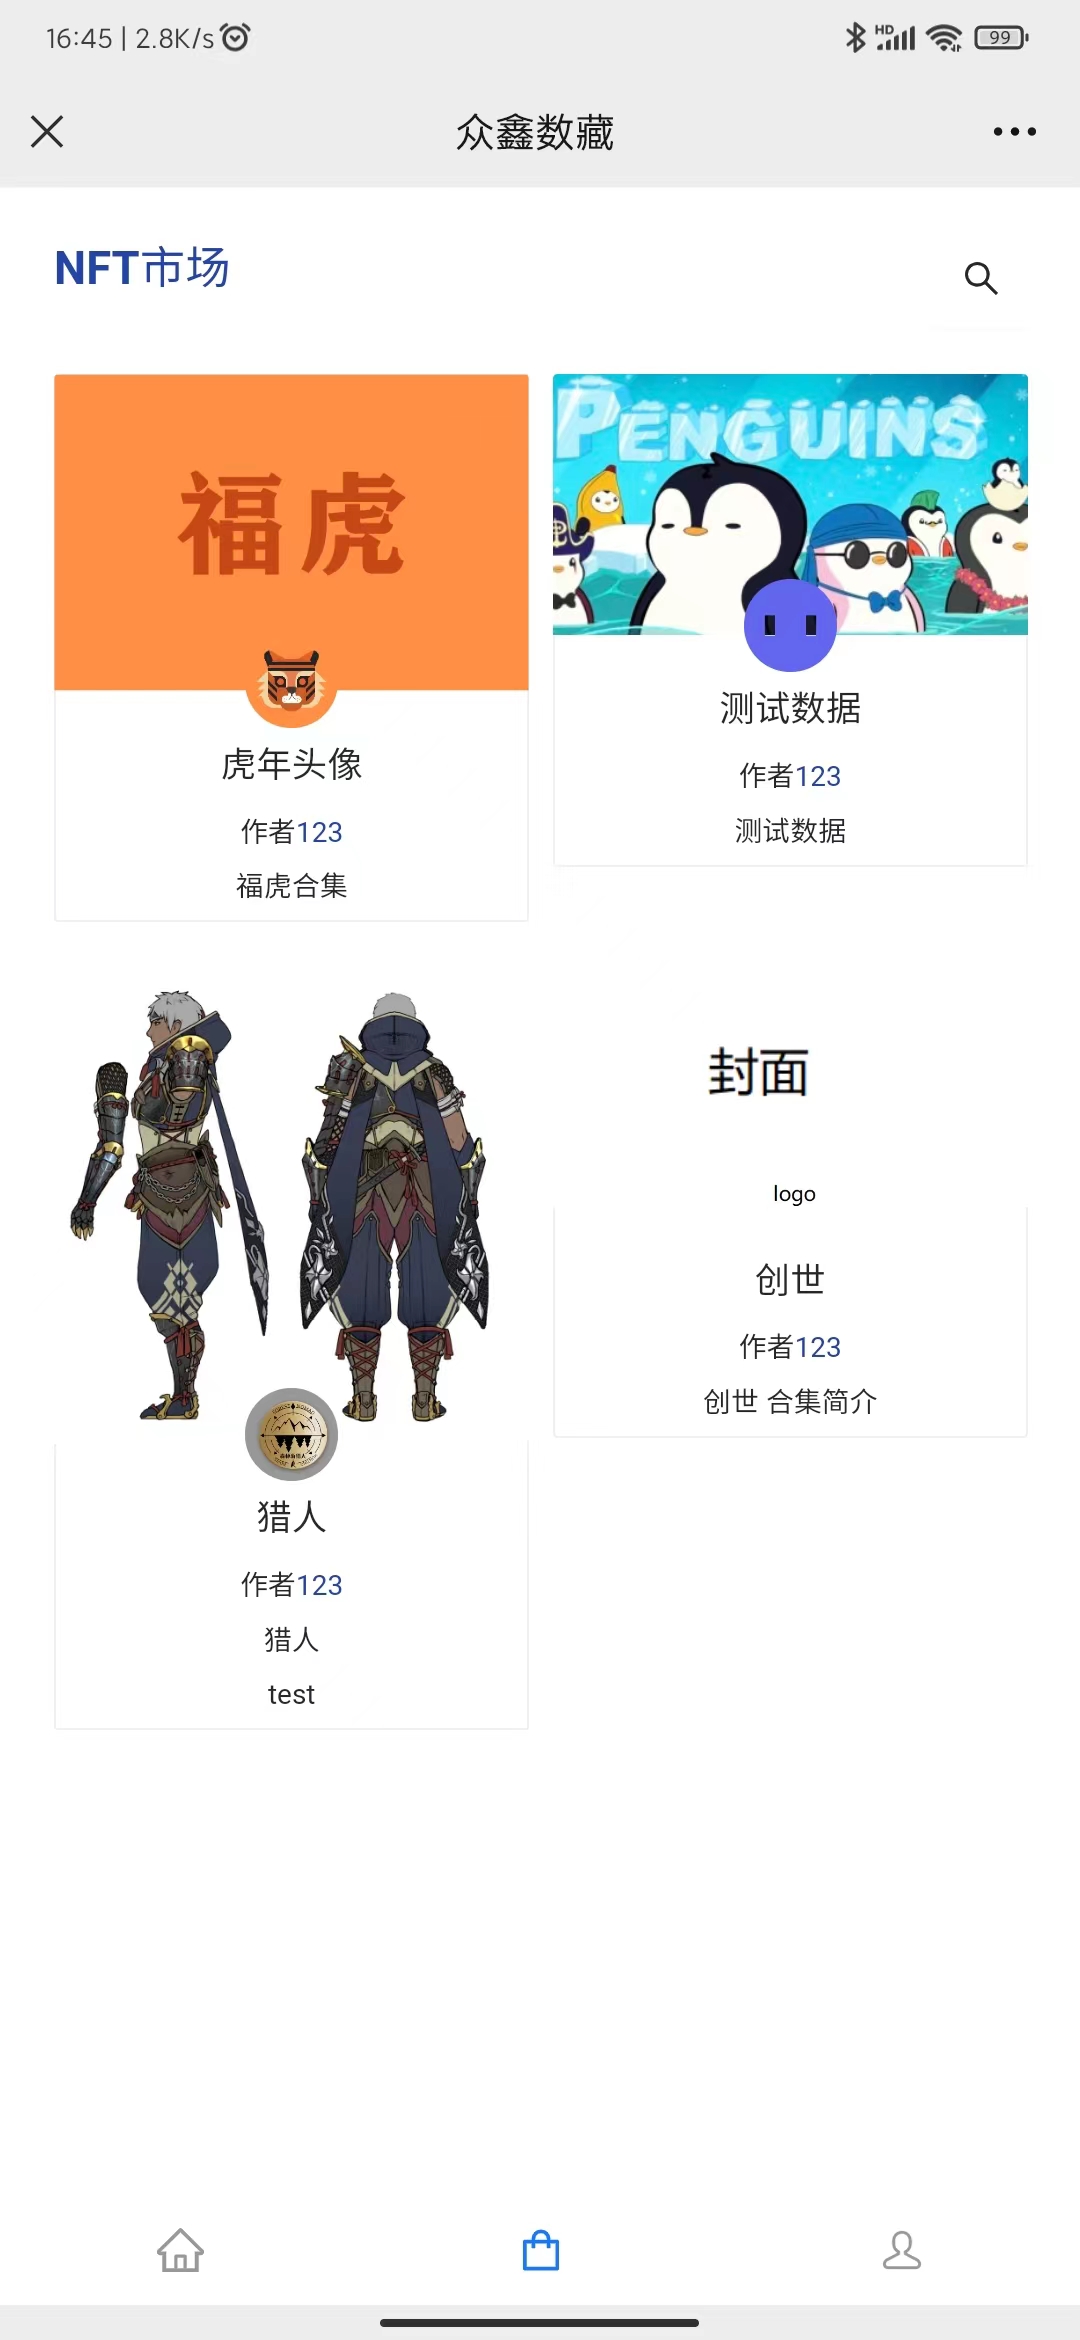 16:45 | 2.8K/s
HD
99
众鑫数藏
NFT市场
福虎
虎年头像
作者123
福虎合集
PENGUINS
测试数据
作者123
测试数据
猎人
作者123
猎人
test
封面
logo
创世
作者123
创世 合集简介